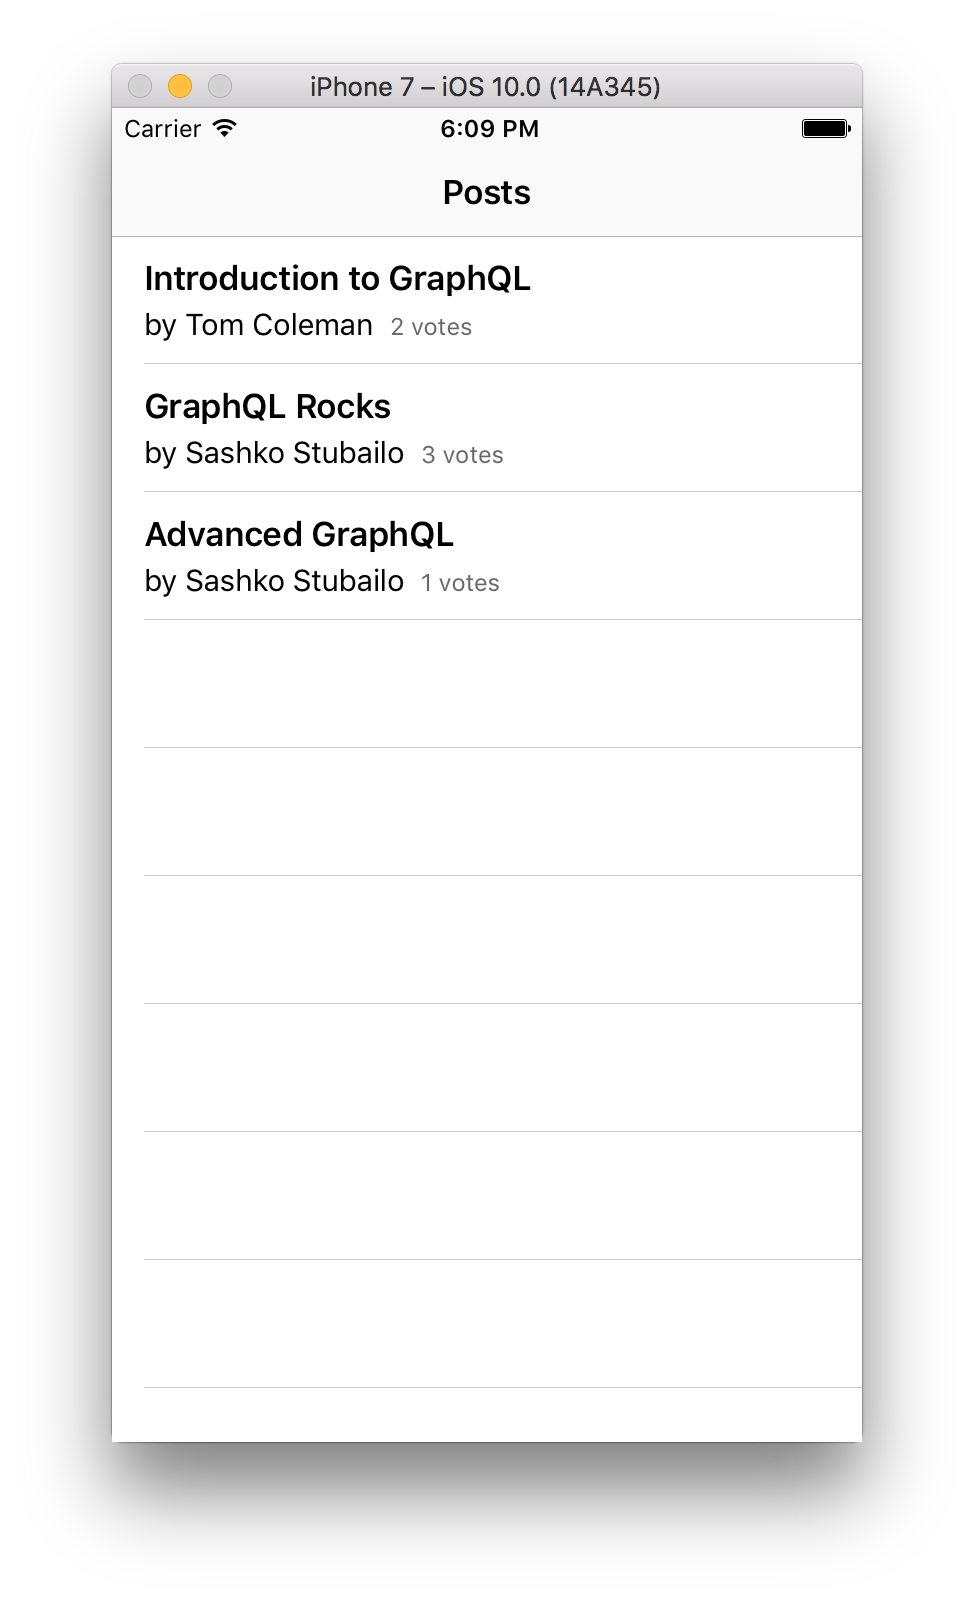 iPhone 7 – iOS 10.0 (14A345)
Carrier 6:09 PM
Posts
Introduction to GraphQL
by Tom Coleman 2 votes
GraphQL Rocks
by Sashko Stubailo 3 votes
Advanced GraphQL
by Sashko Stubailo 1 votes